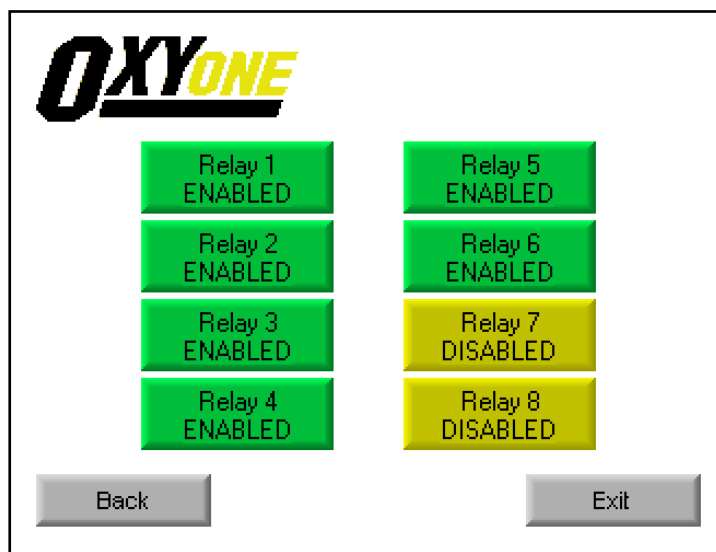 OXYONE
Relay 1
ENABLED
Relay 5
ENABLED
Relay 2
ENABLED
Relay 6
ENABLED
Relay 3
ENABLED
Relay 7
DISABLED
Relay 4
ENABLED
Relay 8
DISABLED
Back
Exit